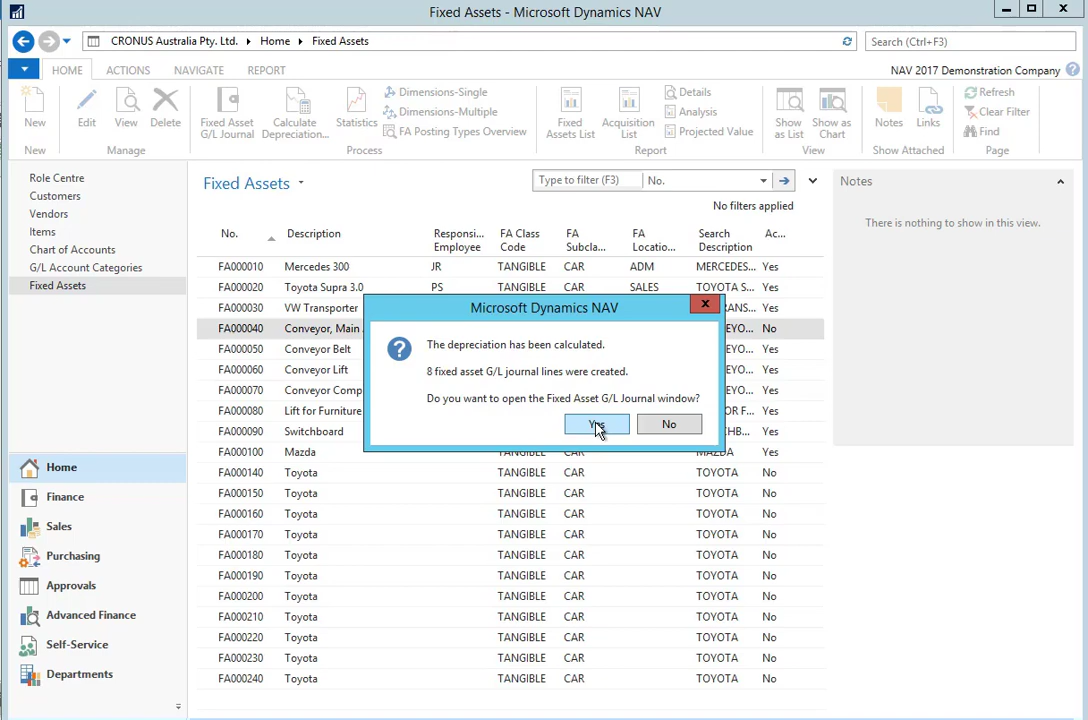 Fixed Assets - Microsoft Dynamics NAV
CRONUS Australia Pty. Ltd. Home Fixed Assets
Search (Ctrl+F3)
HOME ACTIONS NAVIGATE REPORT
NAV 2017 Demonstration Company
New
Edit
View
Delete
Fixed Asset G/L Journal
Calculate Depreciation...
Statistics
Dimensions-Single
Dimensions-Multiple
FA Posting Types Overview
Fixed Assets List
Acquisition List
Details
Analysis
Projected Value
Show as List
Show as Chart
Notes
Links
Refresh
Clear Filter
Find
New Manage Process Report View Show Attached Page
Role Centre
Customers
Vendors
Items
Chart of Accounts
G/L Account Categories
Fixed Assets
Home
Finance
Sales
Purchasing
Approvals
Advanced Finance
Self-Service
Departments
Fixed Assets
Type to filter (F3) No.
No filters applied
No. Description Responsi... Employee FA Class Code FA Subcla... FA Locatio... Search Description Ac...
FA000010 Mercedes 300 JR TANGIBLE CAR ADM MERCEDES... Yes
FA000020 Toyota Supra 3.0 PS TANGIBLE CAR SALES TOYOTA S... Yes
FA000030 VW Transporter RANS... Yes
FA000040 Conveyor, Main EYO... No
FA000050 Conveyor Belt EYO... Yes
FA000060 Conveyor Lift EYO... Yes
FA000070 Conveyor Comp EYO... Yes
FA000080 Lift for Furniture OR F... Yes
FA000090 Switchboard CHB... Yes
FA000100 Mazda TANGIBLE CAR MAZDA Yes
FA000140 Toyota TANGIBLE CAR TOYOTA No
FA000150 Toyota TANGIBLE CAR TOYOTA No
FA000160 Toyota TANGIBLE CAR TOYOTA No
FA000170 Toyota TANGIBLE CAR TOYOTA No
FA000180 Toyota TANGIBLE CAR TOYOTA No
FA000190 Toyota TANGIBLE CAR TOYOTA No
FA000200 Toyota TANGIBLE CAR TOYOTA No
FA000210 Toyota TANGIBLE CAR TOYOTA No
FA000220 Toyota TANGIBLE CAR TOYOTA No
FA000230 Toyota TANGIBLE CAR TOYOTA No
FA000240 Toyota TANGIBLE CAR TOYOTA No
Microsoft Dynamics NAV
The depreciation has been calculated.
8 fixed asset G/L journal lines were created.
Do you want to open the Fixed Asset G/L Journal window?
Yes No
Notes
There is nothing to show in this view.